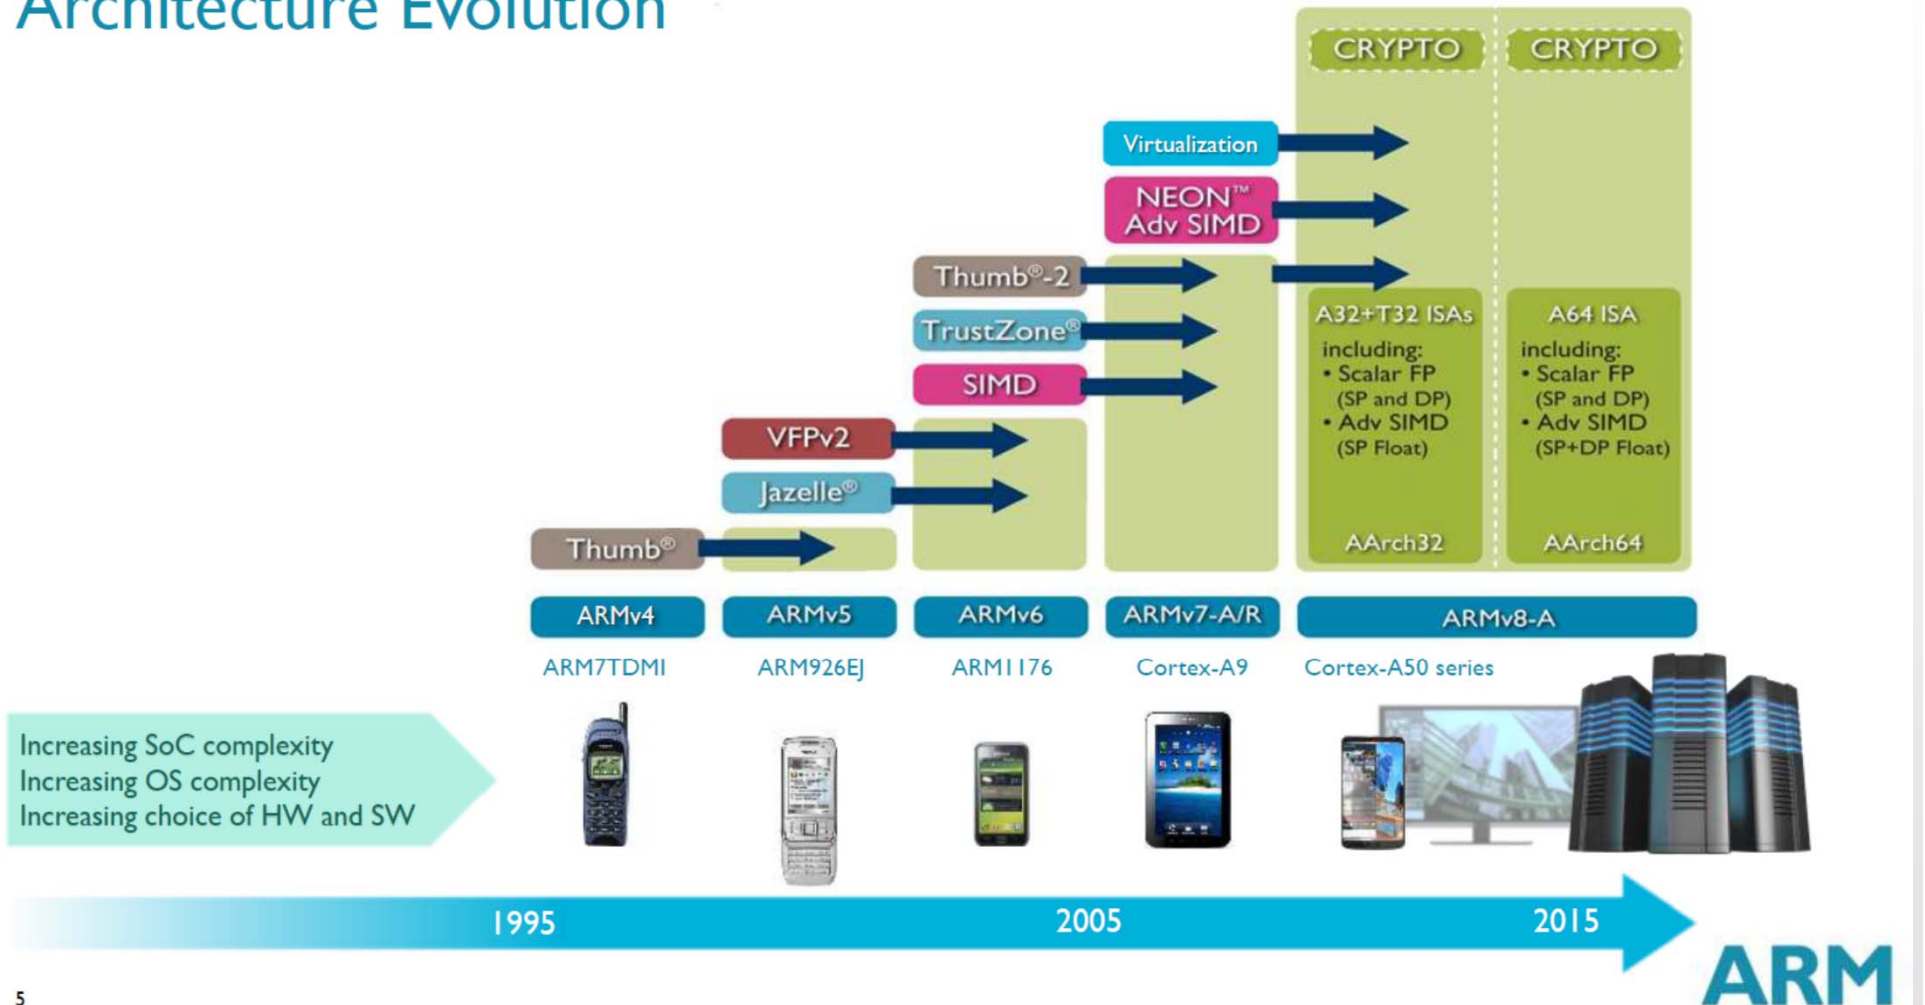 Architecture Evolution
CRYPTO
CRYPTO
Virtualization
NEON™
Adv SIMD
Thumb®-2
TrustZone®
SIMD
VFPv2
Jazelle®
Thumb®
A32+T32 ISAs
including:
• Scalar FP
(SP and DP)
• Adv SIMD
(SP Float)
AArch32
A64 ISA
including:
• Scalar FP
(SP and DP)
• Adv SIMD
(SP+DP Float)
AArch64
ARMv4
ARMv5
ARMv6
ARMv7-A/R
ARMv8-A
ARM7TDMI
ARM926EJ
ARM1176
Cortex-A9
Cortex-A50 series
Increasing SoC complexity
Increasing OS complexity
Increasing choice of HW and SW
1995
2005
2015
ARM
5